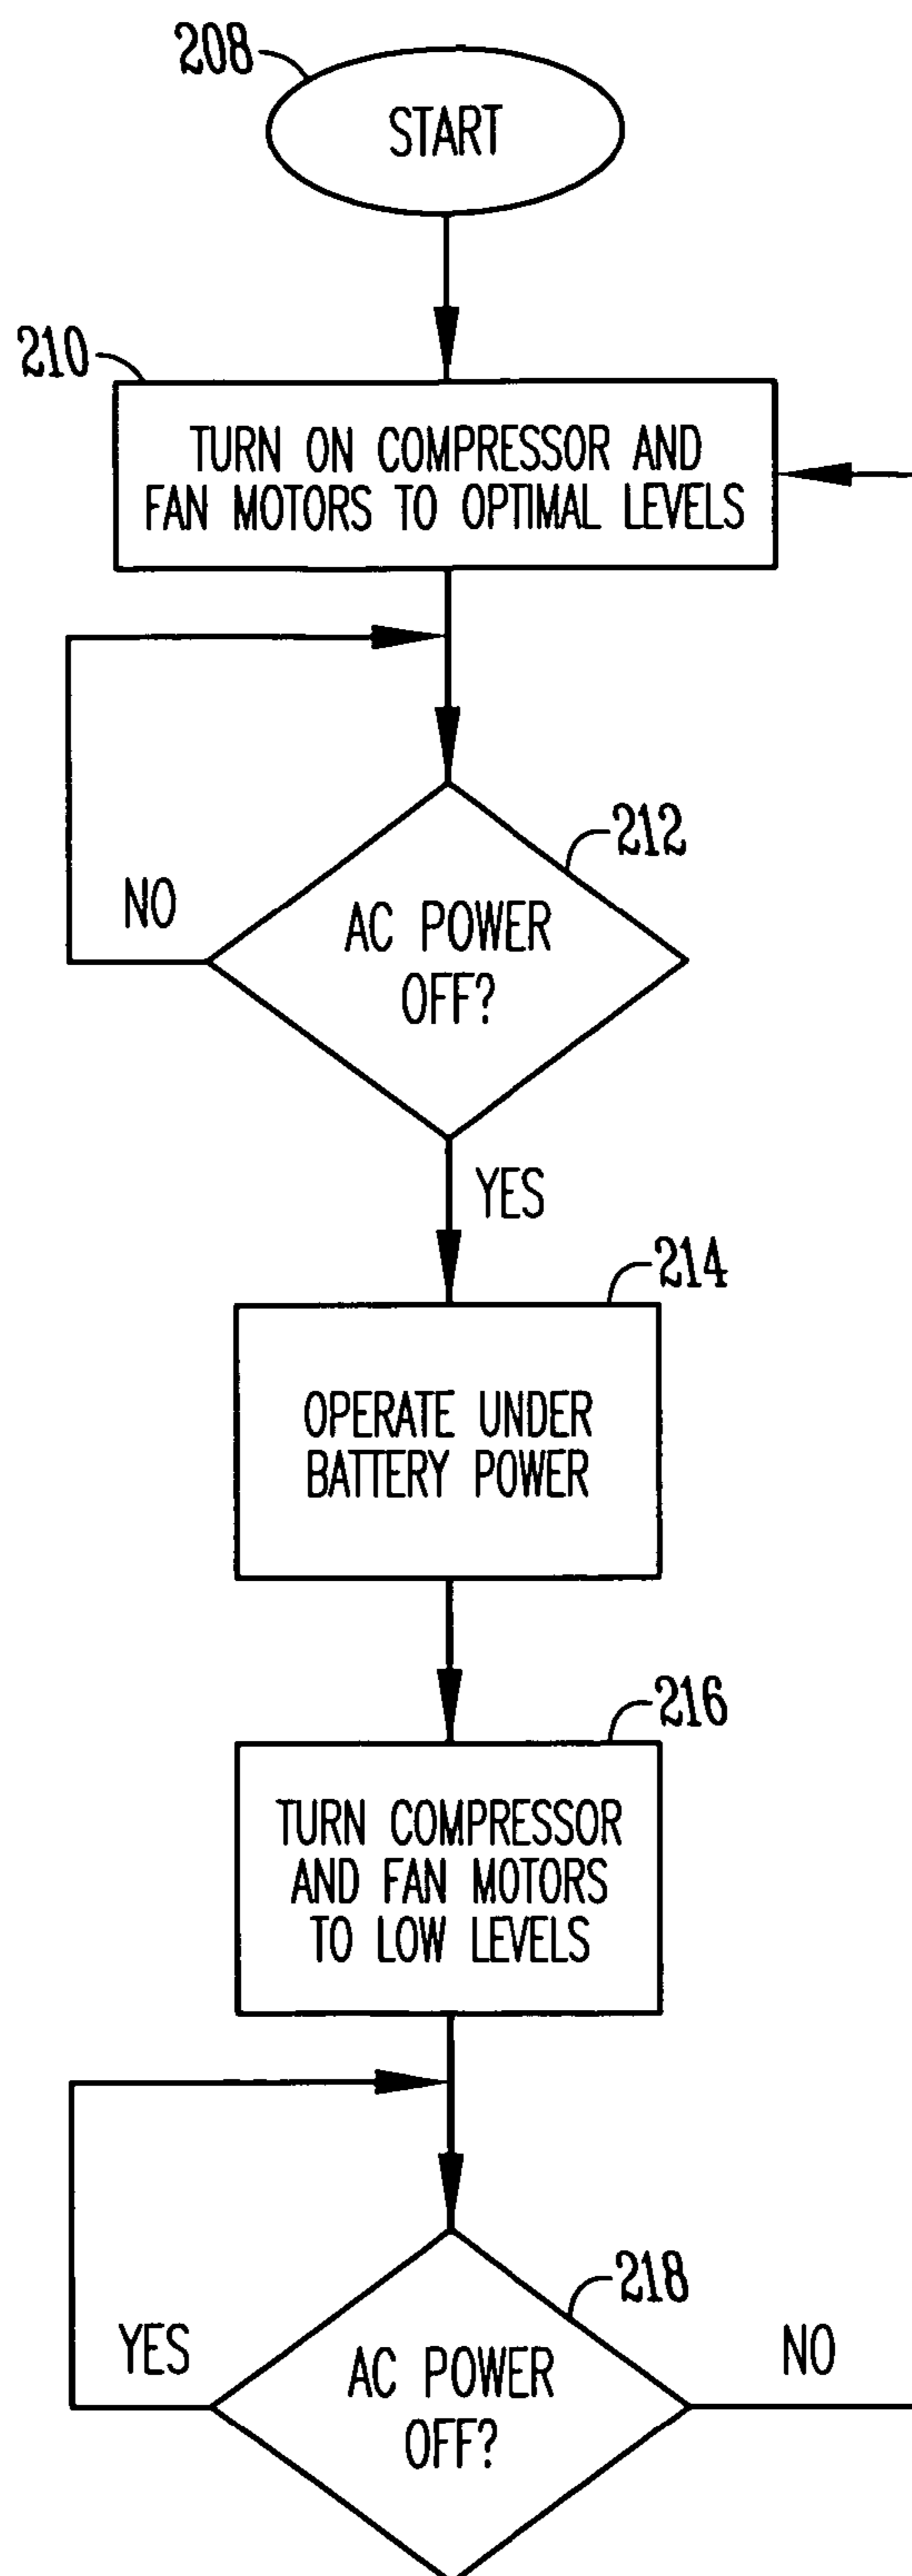 208
START
210
TURN ON COMPRESSOR AND
FAN MOTORS TO OPTIMAL LEVELS
212
NO
AC POWER
OFF?
YES
214
OPERATE UNDER
BATTERY POWER
216
TURN COMPRESSOR
AND FAN MOTORS
TO LOW LEVELS
218
YES
AC POWER
OFF?
NO